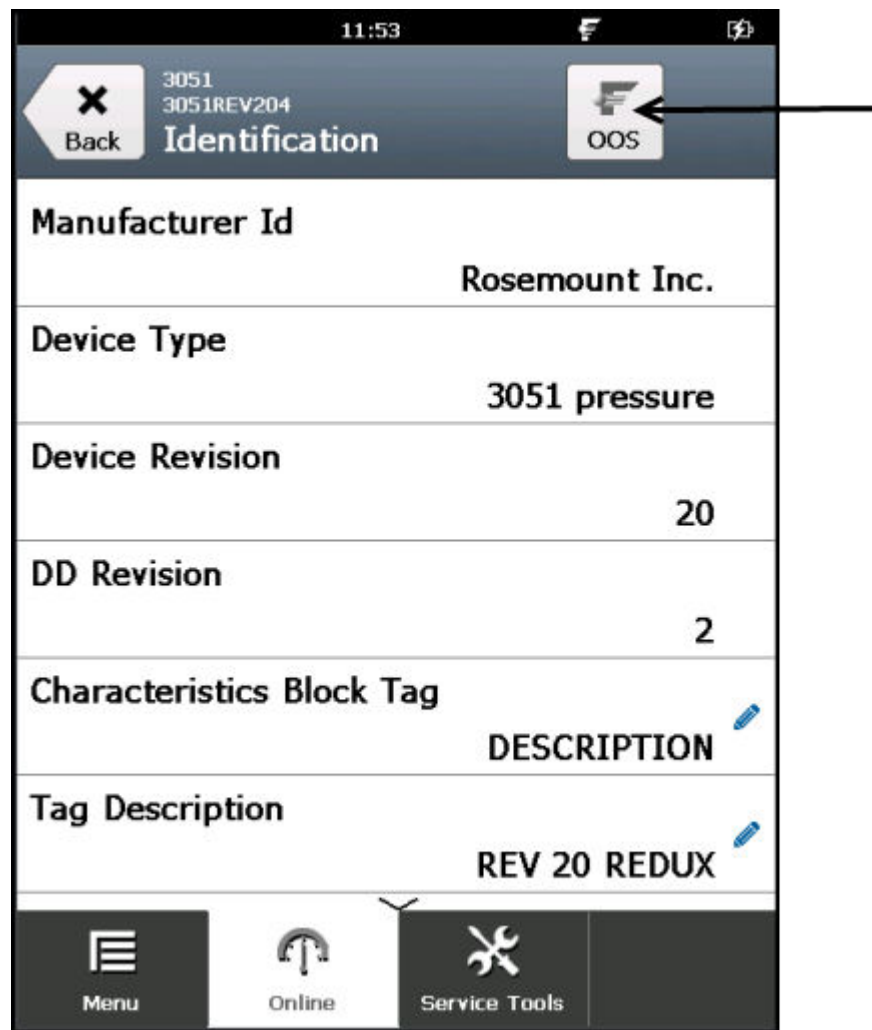 11:53
3051
3051REV204
Back
Identification
OOS
Manufacturer Id
Rosemount Inc.
Device Type
3051 pressure
Device Revision
20
DD Revision
2
Characteristics Block Tag
DESCRIPTION
Tag Description
REV 20 REDUX
Menu
Online
Service Tools